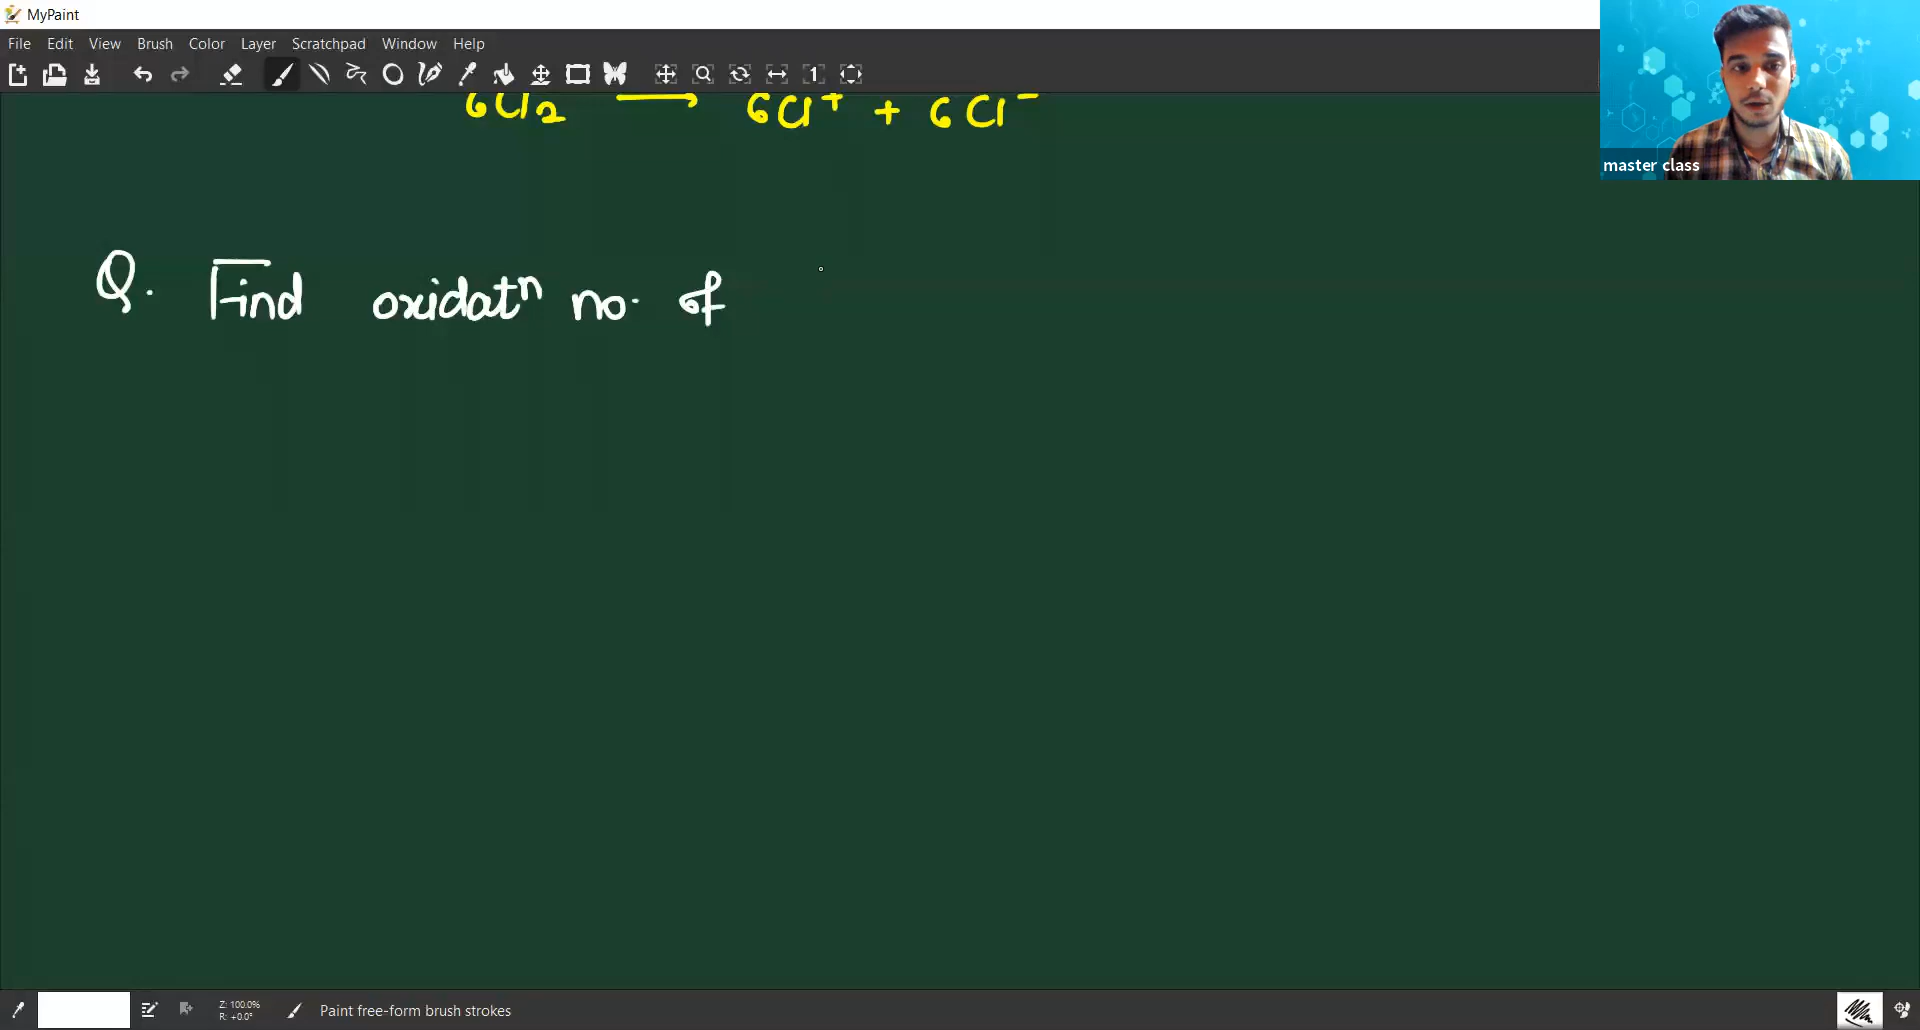 MyPaint
File Edit View Brush Color Layer Scratchpad Window Help
1
master class
6Cl₂ ⟶ 6Cl⁺ + 6Cl⁻
Q. Find oxidatⁿ no. of
Z: 100.0%
R: +0.0°
Paint free-form brush strokes